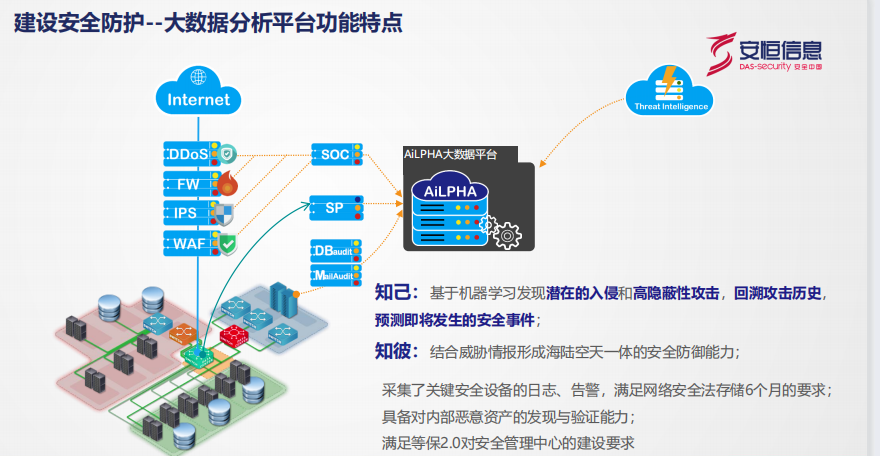 建设安全防护--大数据分析平台功能特点
安恒信息
DAS-security 安全中国
Internet
Threat Intelligence
DDoS
SOC
AiLPHA大数据平台
FW
AiLPHA
IPS
SP
WAF
DBaudit
MailAudit
知己：基于机器学习发现潜在的入侵和高隐蔽性攻击，回溯攻击历史，
预测即将发生的安全事件；
知彼：结合威胁情报形成海陆空天一体的安全防御能力；
采集了关键安全设备的日志、告警，满足网络安全法存储6个月的要求；
具备对内部恶意资产的发现与验证能力；
满足等保2.0对安全管理中心的建设要求